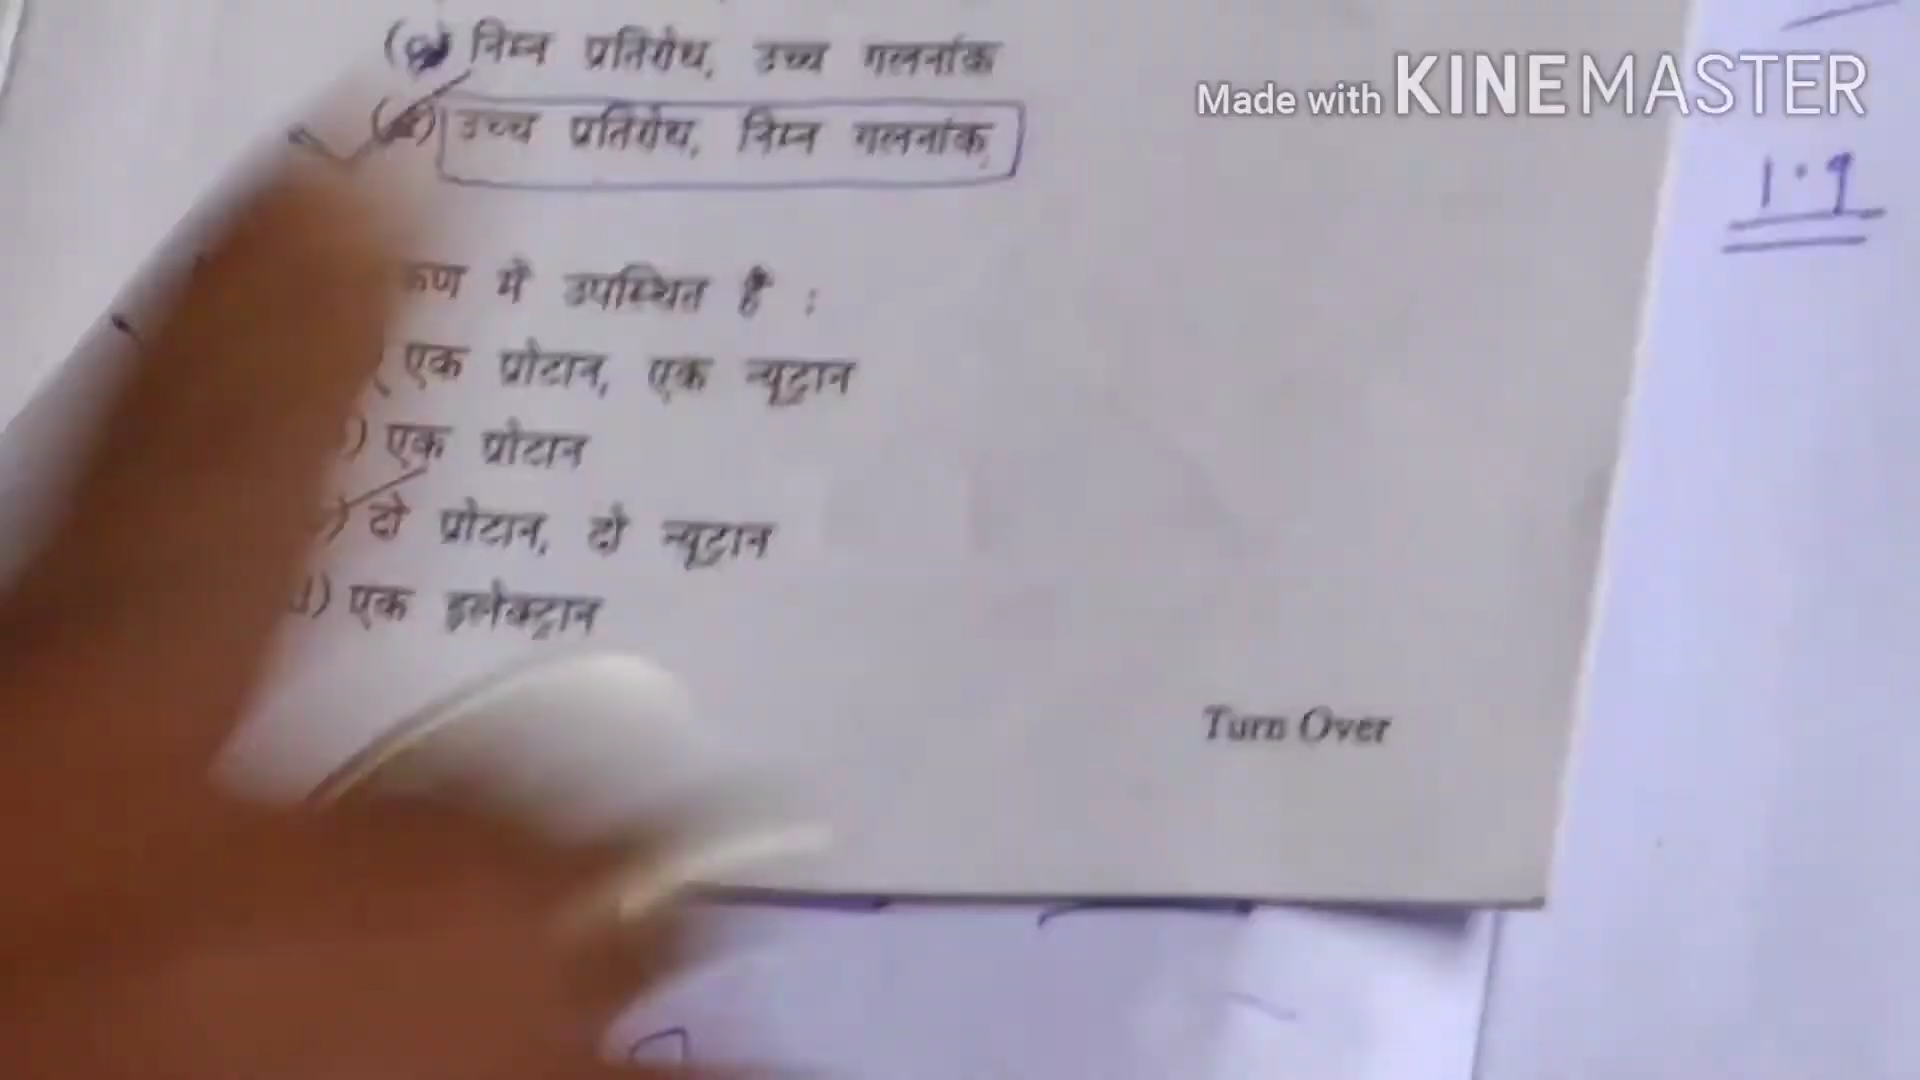 निम्न प्रतिरोध, उच्च गलनांक
Made with KINEMASTER
उच्च प्रतिरोध, निम्न गलनांक
1.9
कण में उपस्थित है :
एक प्रोटान, एक न्यूट्रान
) एक प्रोटान
) दो प्रोटान, दो न्यूट्रान
d) एक इलेक्ट्रान
Turn Over